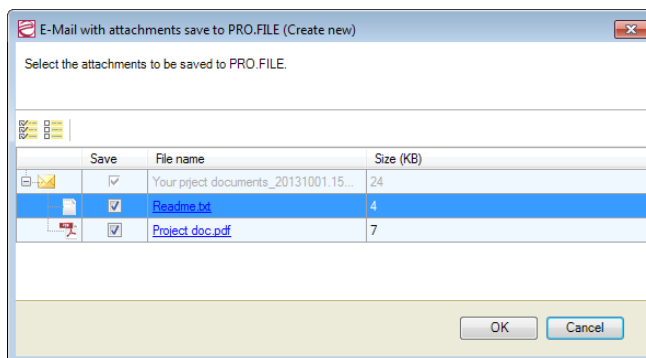 E-Mail with attachments save to PRO.FILE (Create new)
Select the attachments to be saved to PRO.FILE.
Save File name Size (KB)
Your prject documents_20131001.15... 24
Readme.txt 4
Project doc.pdf 7
OK Cancel